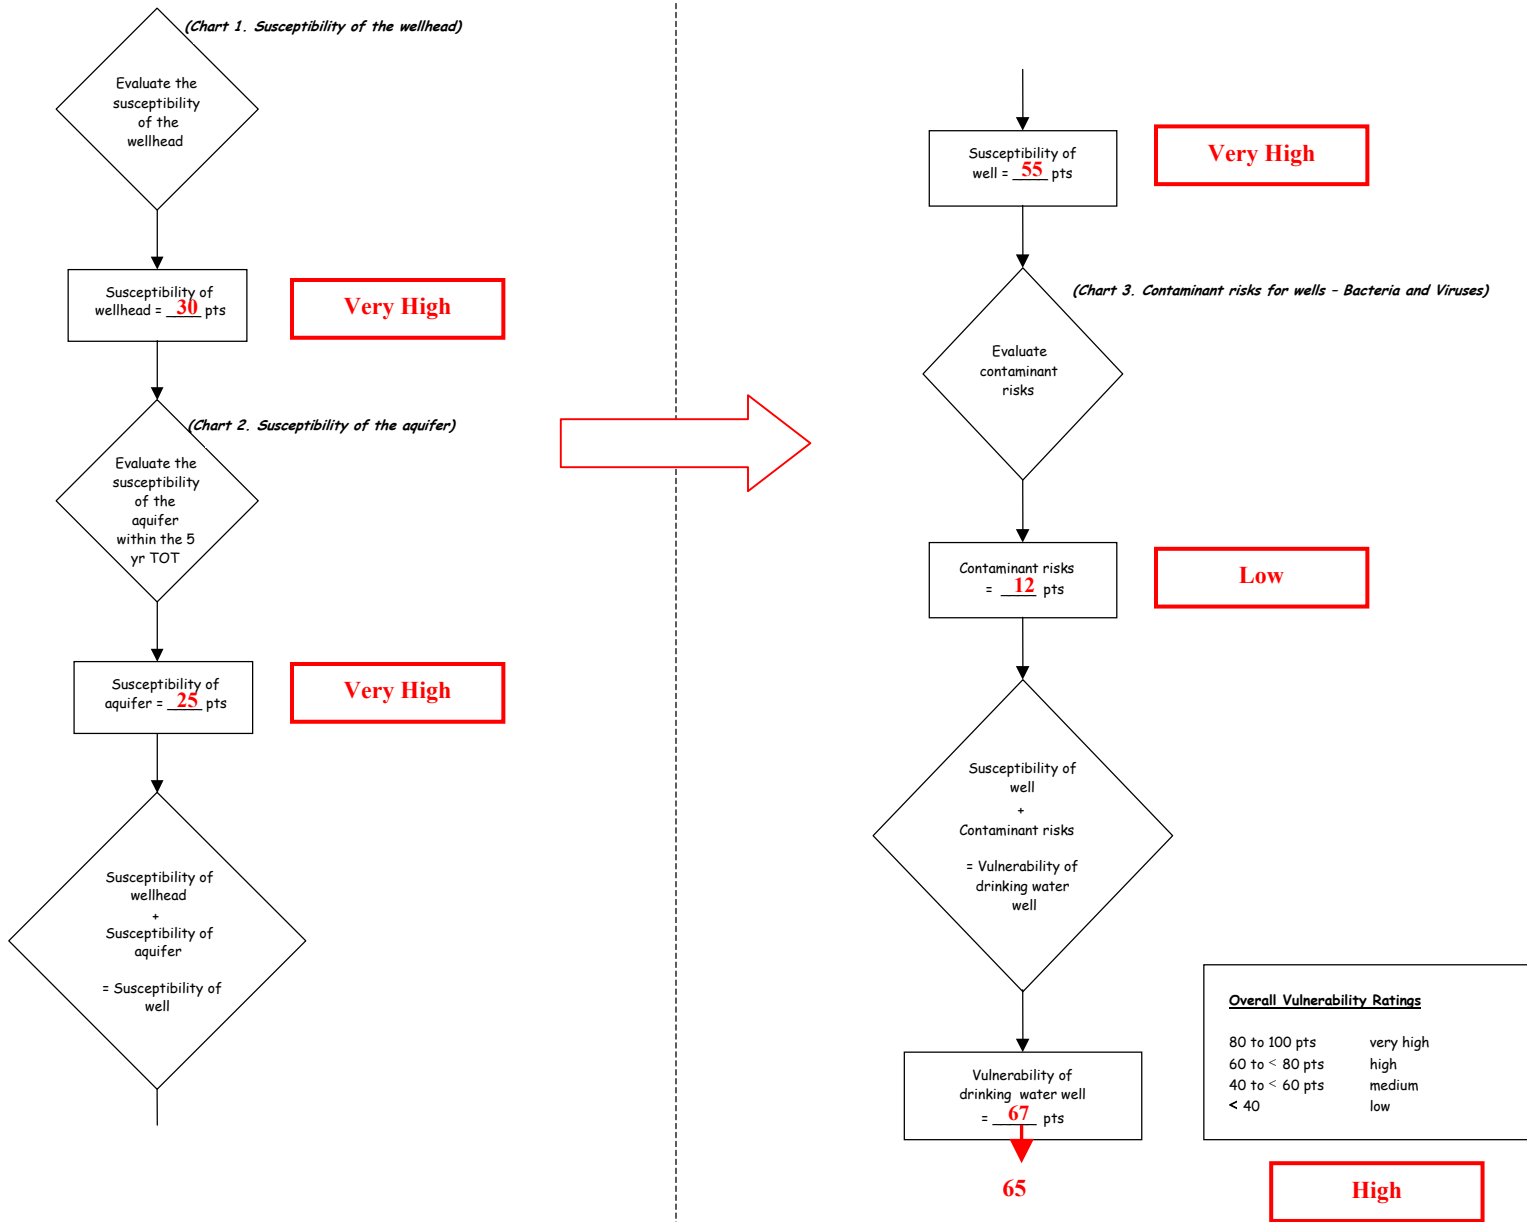 (Chart 1. Susceptibility of the wellhead)
Evaluate the
susceptibility
of the
wellhead
Susceptibility of
wellhead = 30 pts
Very High
(Chart 2. Susceptibility of the aquifer)
Evaluate the
susceptibility
of the
aquifer
within the 5
yr TOT
Susceptibility of
aquifer = 25 pts
Very High
Susceptibility of
wellhead
+
Susceptibility of
aquifer
= Susceptibility of
well
Susceptibility of
well = 55 pts
Very High
(Chart 3. Contaminant risks for wells – Bacteria and Viruses)
Evaluate
contaminant
risks
Contaminant risks
= 12 pts
Low
Susceptibility of
well
+
Contaminant risks
= Vulnerability of
drinking water
well
Vulnerability of
drinking water well
= 67 pts
65
Overall Vulnerability Ratings
80 to 100 pts very high
60 to < 80 pts high
40 to < 60 pts medium
< 40 low
High